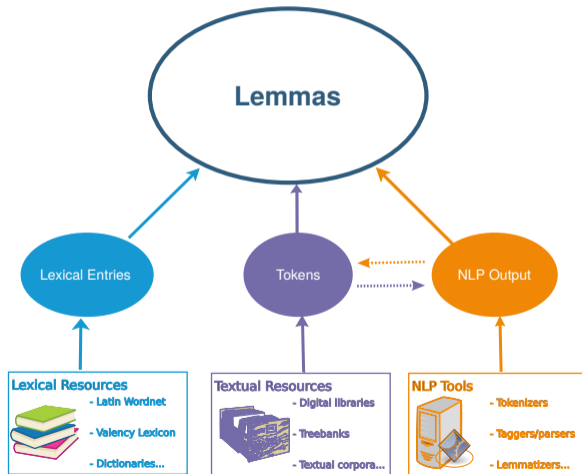 Lemmas
Lexical Entries
Tokens
NLP Output
Lexical Resources
- Latin Wordnet
- Valency Lexicon
- Dictionaries...
Textual Resources
- Digital libraries
- Treebanks
- Textual corpora...
NLP Tools
- Tokenizers
- Taggers/parsers
- Lemmatizers...